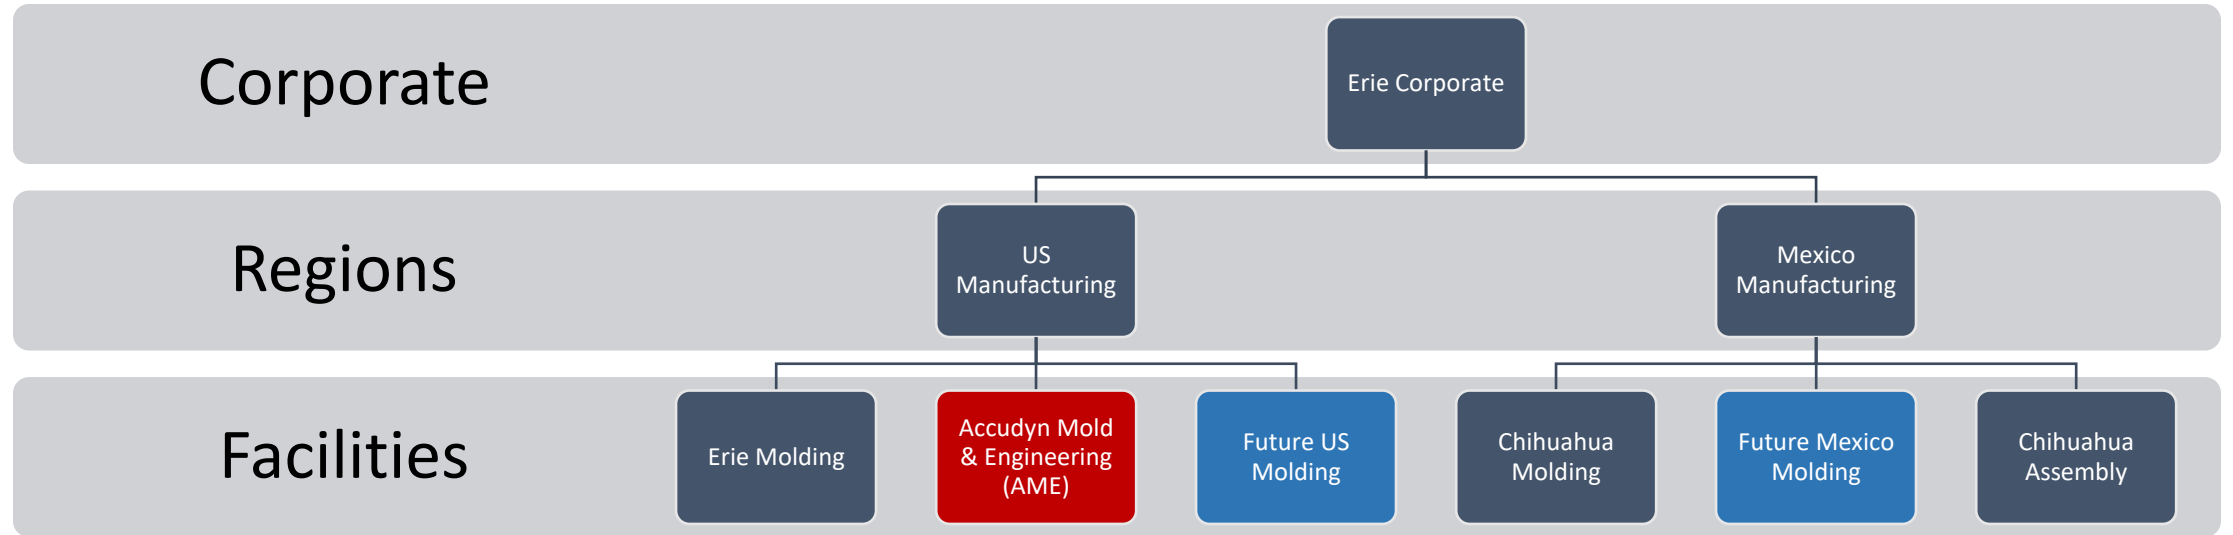 Corporate
Erie Corporate
Regions
US
Manufacturing
Mexico
Manufacturing
Facilities
Erie Molding
Accudyn Mold
& Engineering
(AME)
Future US
Molding
Chihuahua
Molding
Future Mexico
Molding
Chihuahua
Assembly